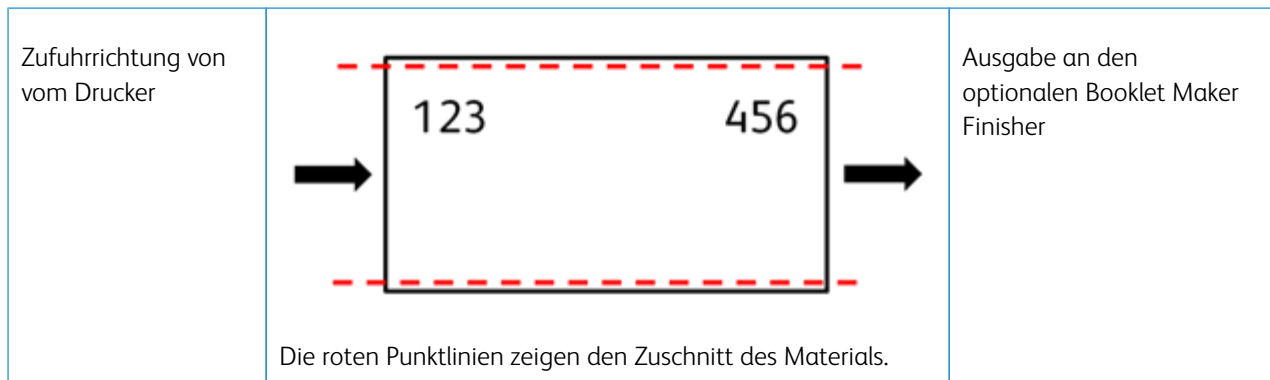 Zufuhrrichtung von
vom Drucker
123 456
Die roten Punktlinien zeigen den Zuschnitt des Materials.
Ausgabe an den
optionalen Booklet Maker
Finisher